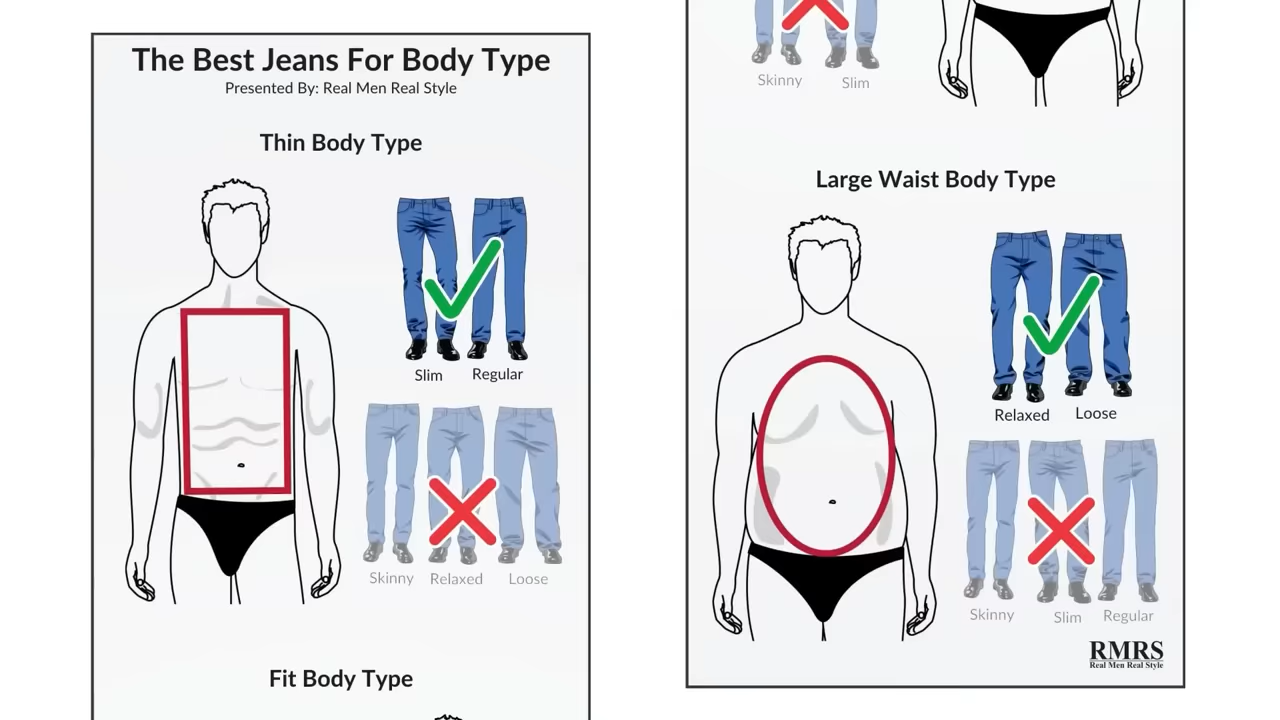 The Best Jeans For Body Type
Presented By: Real Men Real Style
Thin Body Type
Slim Regular
Skinny Relaxed Loose
Fit Body Type
Skinny Slim
Large Waist Body Type
Relaxed Loose
Skinny Slim Regular
RMRS
Real Men Real Style